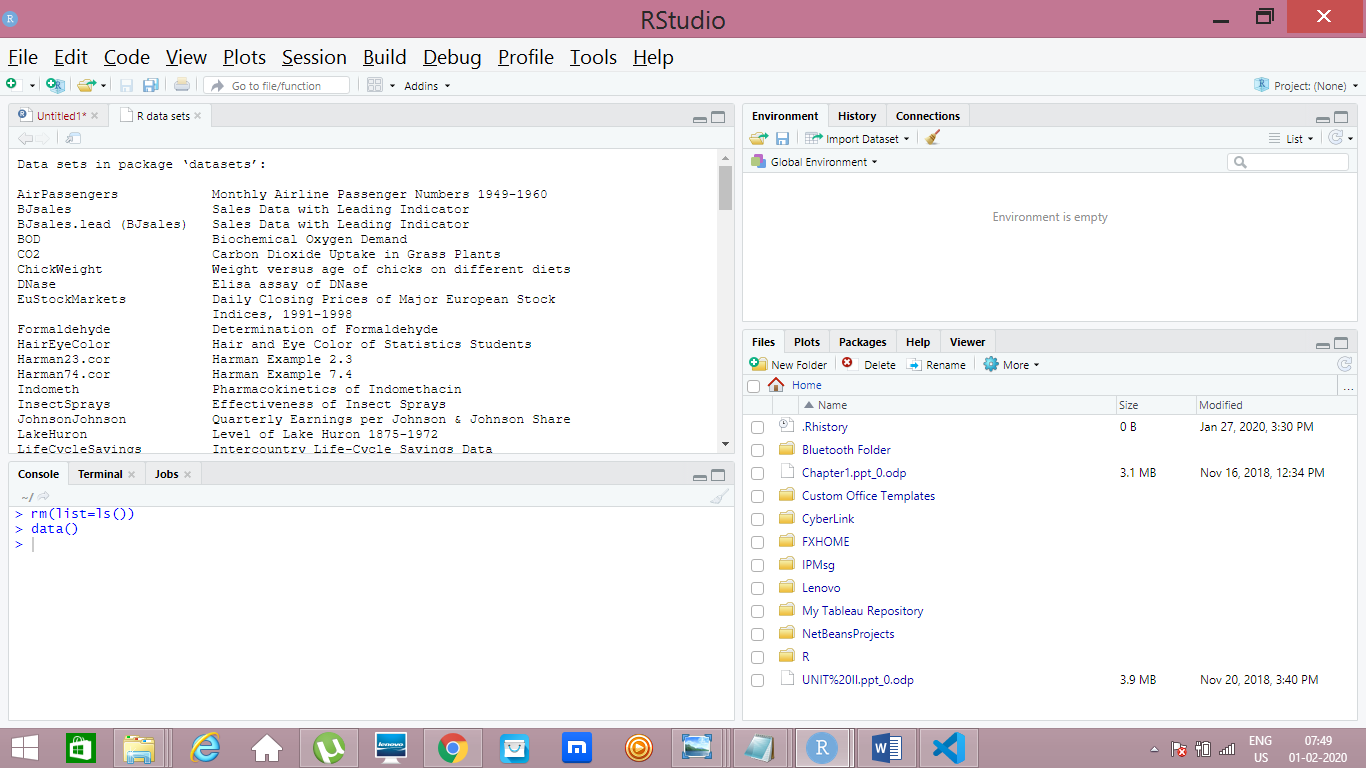 RStudio
File Edit Code View Plots Session Build Debug Profile Tools Help
Go to file/function Addins Project: (None)
Untitled1* R data sets
Data sets in package ‘datasets’:
AirPassengers Monthly Airline Passenger Numbers 1949-1960
BJsales Sales Data with Leading Indicator
BJsales.lead (BJsales) Sales Data with Leading Indicator
BOD Biochemical Oxygen Demand
CO2 Carbon Dioxide Uptake in Grass Plants
ChickWeight Weight versus age of chicks on different diets
DNase Elisa assay of DNase
EuStockMarkets Daily Closing Prices of Major European Stock
Indices, 1991-1998
Formaldehyde Determination of Formaldehyde
HairEyeColor Hair and Eye Color of Statistics Students
Harman23.cor Harman Example 2.3
Harman74.cor Harman Example 7.4
Indometh Pharmacokinetics of Indomethacin
InsectSprays Effectiveness of Insect Sprays
JohnsonJohnson Quarterly Earnings per Johnson & Johnson Share
LakeHuron Level of Lake Huron 1875-1972
LifeCycleSavings Intercountry Life-Cycle Savings Data
Console Terminal Jobs
~/
> rm(list=ls())
> data()
>
Environment History Connections
Import Dataset List
Global Environment
Environment is empty
Files Plots Packages Help Viewer
New Folder Delete Rename More
Home ...
Name Size Modified
.Rhistory 0 B Jan 27, 2020, 3:30 PM
Bluetooth Folder
Chapter1.ppt_0.odp 3.1 MB Nov 16, 2018, 12:34 PM
Custom Office Templates
CyberLink
FXHOME
IPMsg
Lenovo
My Tableau Repository
NetBeansProjects
R
UNIT%20II.ppt_0.odp 3.9 MB Nov 20, 2018, 3:40 PM
lenovo
ENG 07:49
US 01-02-2020